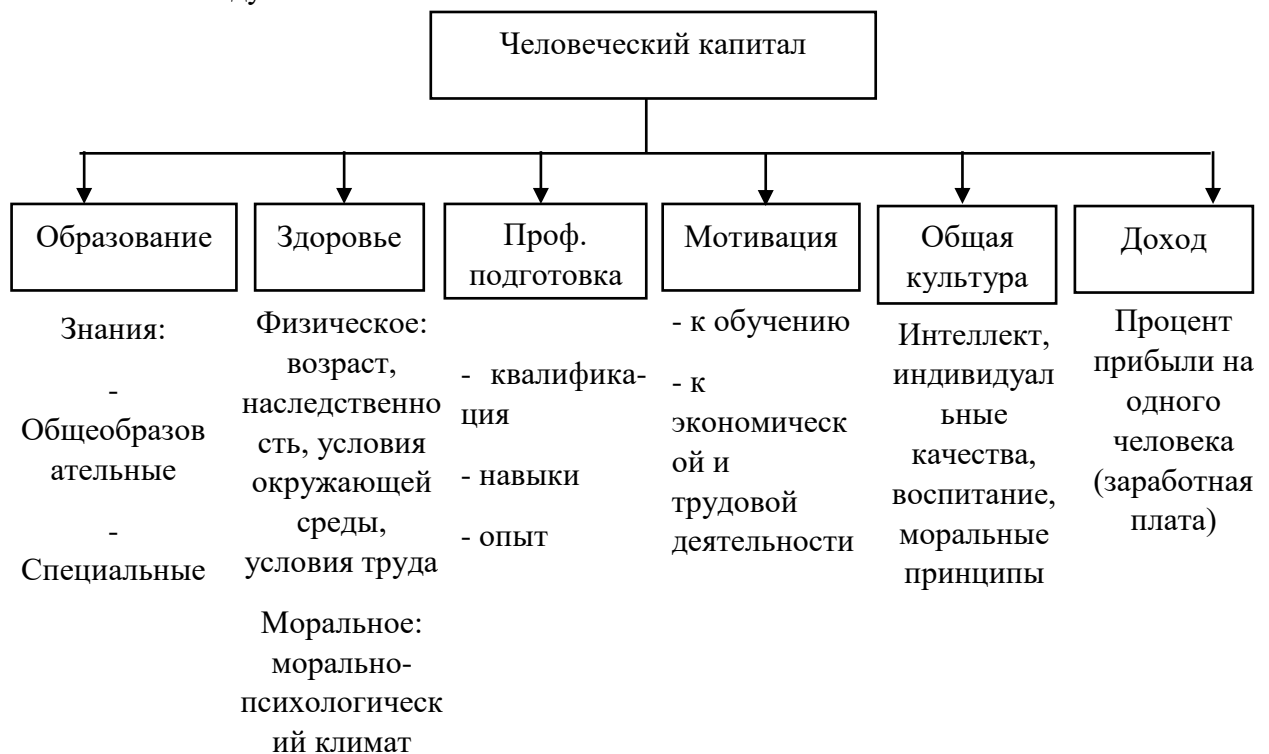 Человеческий капитал
Образование
Здоровье
Проф.
подготовка
Мотивация
Общая
культура
Доход
Знания:
-
Общеобразов
ательные
-
Специальные
Физическое:
возраст,
наследственно
сть, условия
окружающей
среды,
условия труда
Моральное:
морально-
психологическ
ий климат
- квалифика-
ция
- навыки
- опыт
- к обучению
- к
экономическ
ой и
трудовой
деятельности
Интеллект,
индивидуал
ьные
качества,
воспитание,
моральные
принципы
Процент
прибыли на
одного
человека
(заработная
плата)